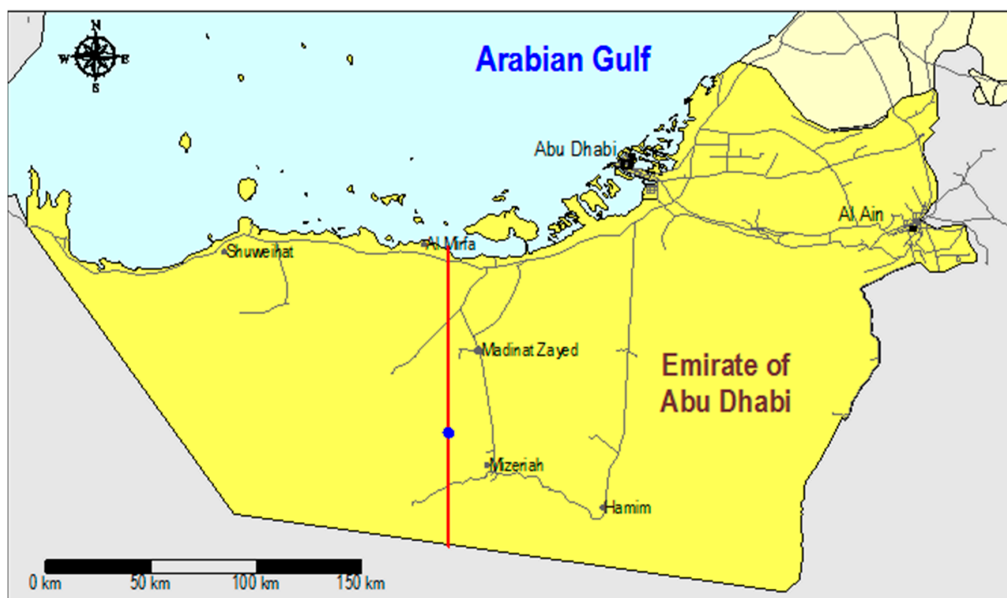 N
W E
S
Arabian Gulf
Abu Dhabi
Al Ain
Al Mirfa
Shuweihat
Madinat Zayed
Emirate of
Abu Dhabi
Mizeriah
Hamim
0 km 50 km 100 km 150 km